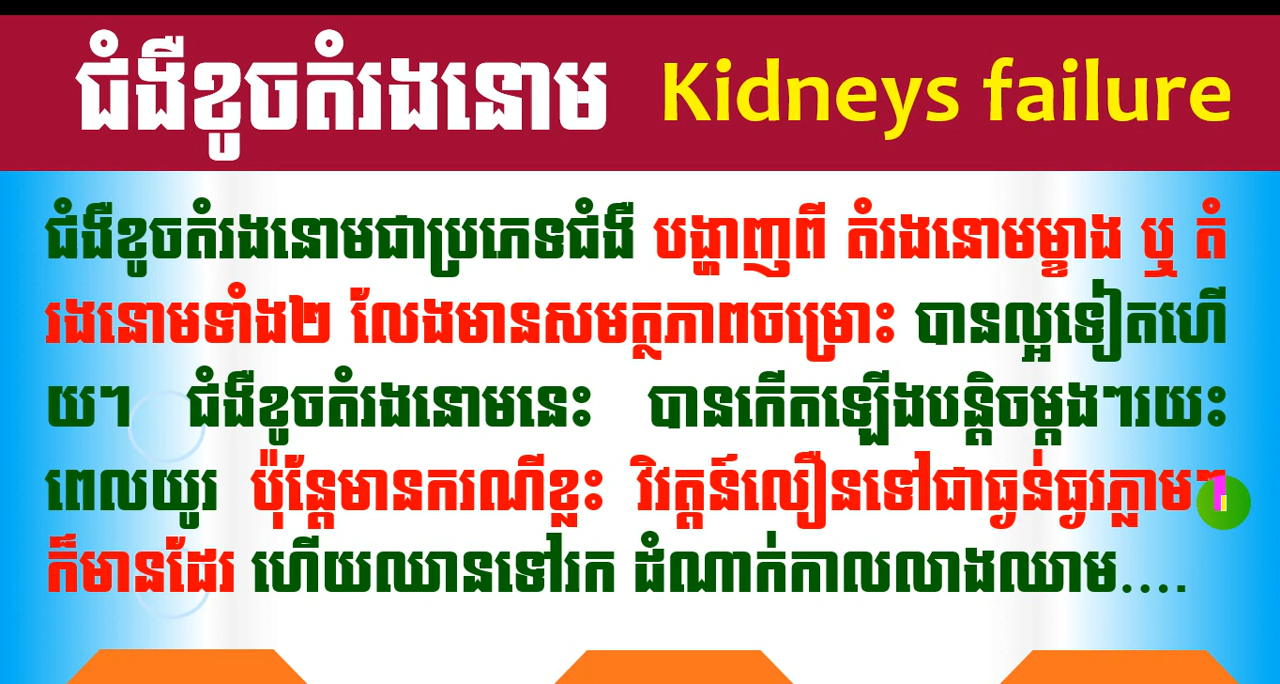 ជំងឺខូចតំរងនោម Kidneys failure
ជំងឺខូចតំរងនោមជាប្រភេទជំងឺ បង្ហាញពី តំរងនោមម្ខាង ឬ តំ
រងនោមទាំង២ លែងមានសមត្ថភាពចម្រោះ បានល្អទៀតហើ
យៗ ជំងឺខូចតំរងនោមនេះ បានកើតឡើងបន្តិចម្តងៗរយះ
ពេលយូរ ប៉ុន្តែមានករណីខ្លះ វិវត្តន៍លឿនទៅជាធ្ងន់ធ្ងរភ្លាមៗ
ក៏មានដែរ ហើយឈានទៅរក ដំណាក់កាលលាងឈាម....